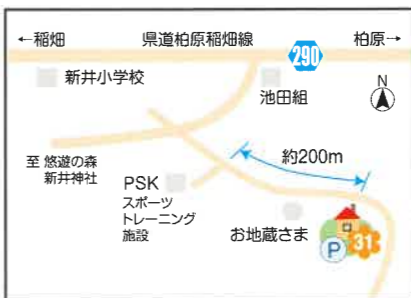 ←稲畑 県道柏原稲畑線 柏原→
290
新井小学校
池田組
N
至 悠遊の森
新井神社
約200m
PSK
スポーツ
トレーニング
施設
お地蔵さま
P
31